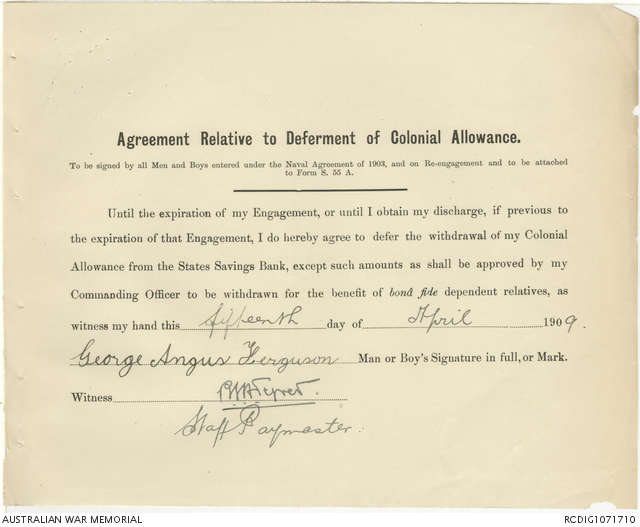 Agreement Relative to Deferment of Colonial Allowance.
To be signed by all Men and Boys entered under the Naval Agreement of 1903, and on Re-engagement and to be attached
to Form S. 55 A.
Until the expiration of my Engagement, or until I obtain my discharge, if previous to
the expiration of that Engagement, I do hereby agree to defer the withdrawal of my Colonial
Allowance from the States Savings Bank, except such amounts as shall be approved by my
Commanding Officer to be withdrawn for the benefit of bonâ fide dependent relatives, as
witness my hand this fifteenth day of April 1909.
George Angus Ferguson Man or Boy's Signature in full, or Mark.
Witness
Staff Paymaster.
AUSTRALIAN WAR MEMORIAL RCDIG1071710